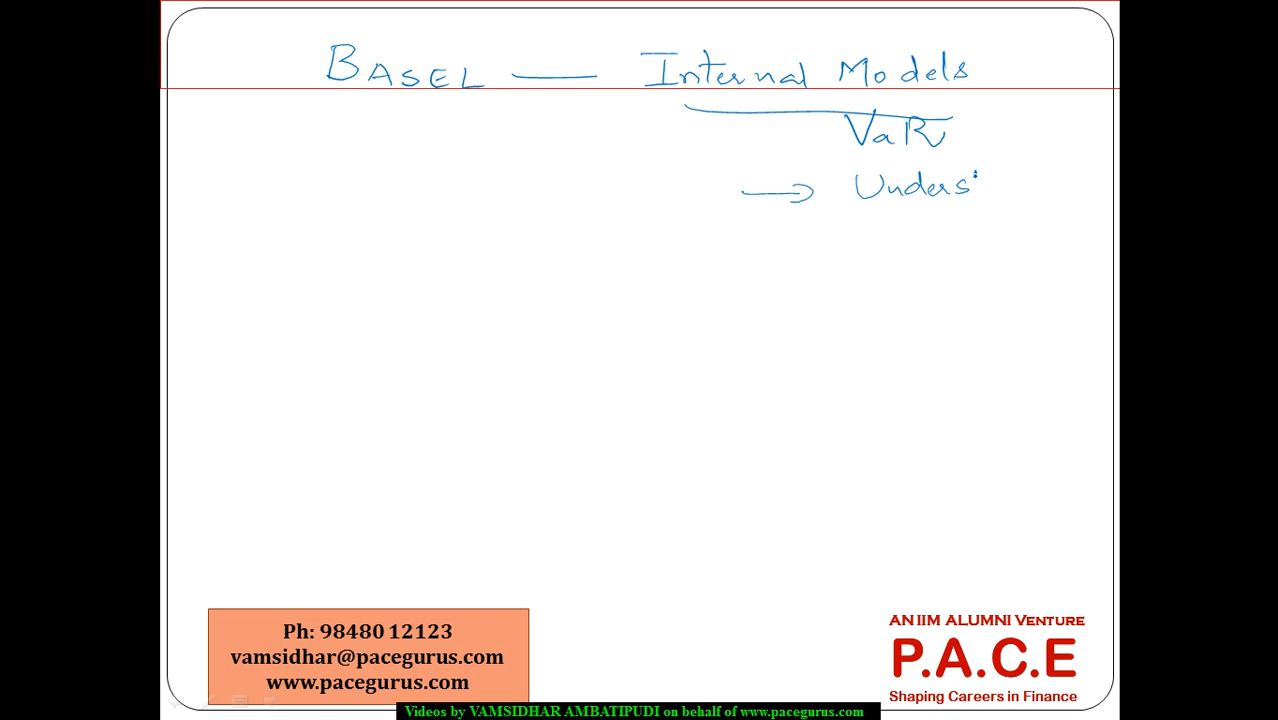 BASEL — Internal Models
VaR
→ Unders
Ph: 98480 12123
vamsidhar@pacegurus.com
www.pacegurus.com
AN IIM ALUMNI VENTURE
P.A.C.E
Shaping Careers in Finance
Videos by VAMSIDHAR AMBATIPUDI on behalf of www.pacegurus.com